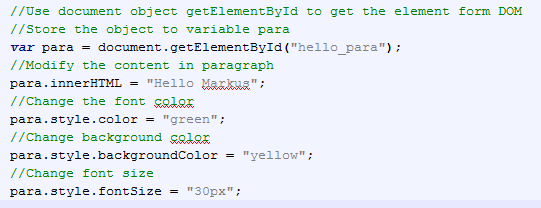 //Use document object getElementById to get the element form DOM
//Store the object to variable para
var para = document.getElementById("hello_para");
//Modify the content in paragraph
para.innerHTML = "Hello Markus";
//Change the font color
para.style.color = "green";
//Change background color
para.style.backgroundColor = "yellow";
//Change font size
para.style.fontSize = "30px";